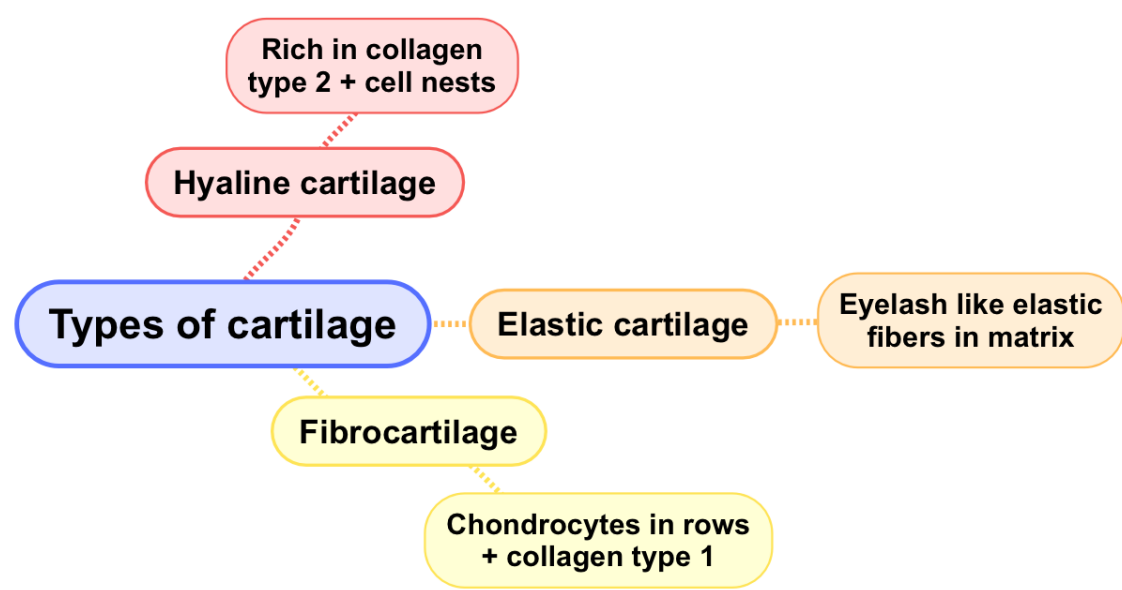 Rich in collagen
type 2 + cell nests
Hyaline cartilage
Types of cartilage
Elastic cartilage
Eyelash like elastic
fibers in matrix
Fibrocartilage
Chondrocytes in rows
+ collagen type 1